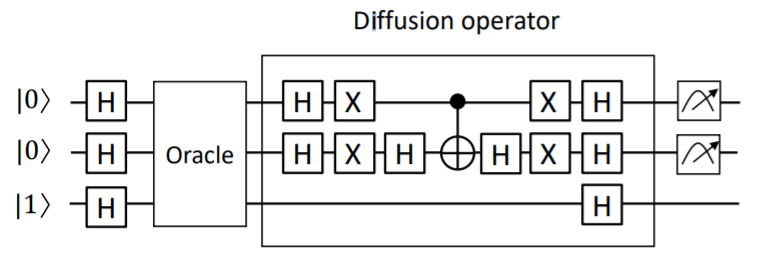 Diffusion operator
|0⟩ H H X X H
|0⟩ H Oracle H X H H X H
|1⟩ H H